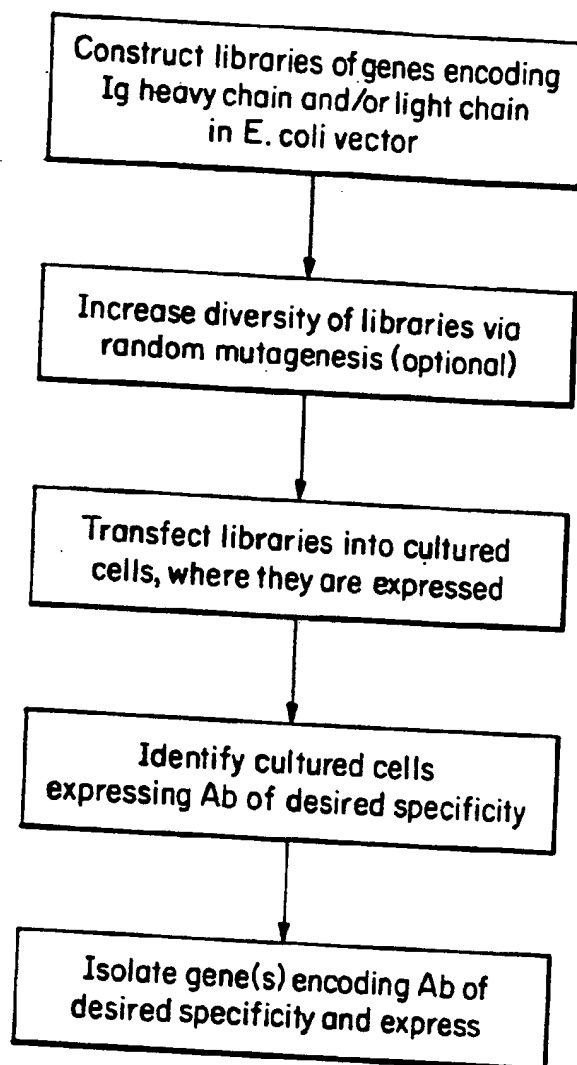 Construct libraries of genes encoding
Ig heavy chain and/or light chain
in E. coli vector
Increase diversity of libraries via
random mutagenesis (optional)
Transfect libraries into cultured
cells, where they are expressed
Identify cultured cells
expressing Ab of desired specificity
Isolate gene(s) encoding Ab of
desired specificity and express